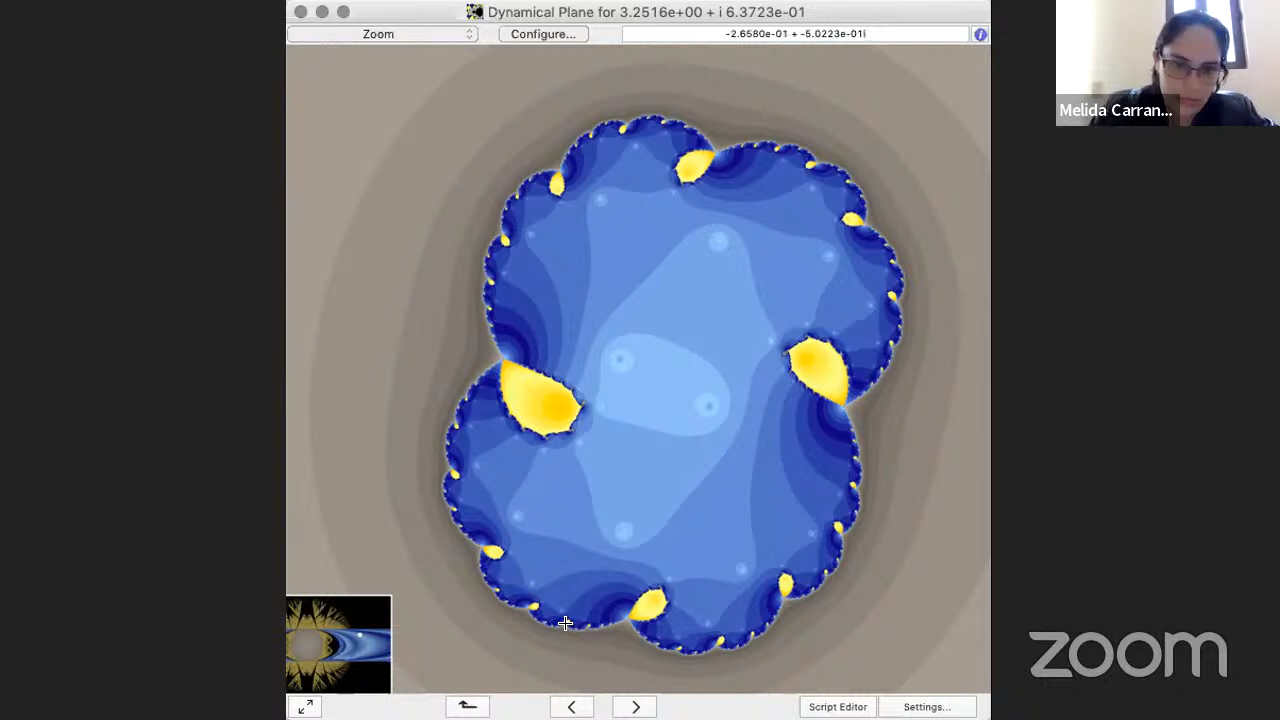 Dynamical Plane for 3.2516e+00 + i 6.3723e-01
Zoom
Configure...
-2.6580e-01 + -5.0223e-01i
i
Melida Carran...
zoom
Script Editor
Settings...